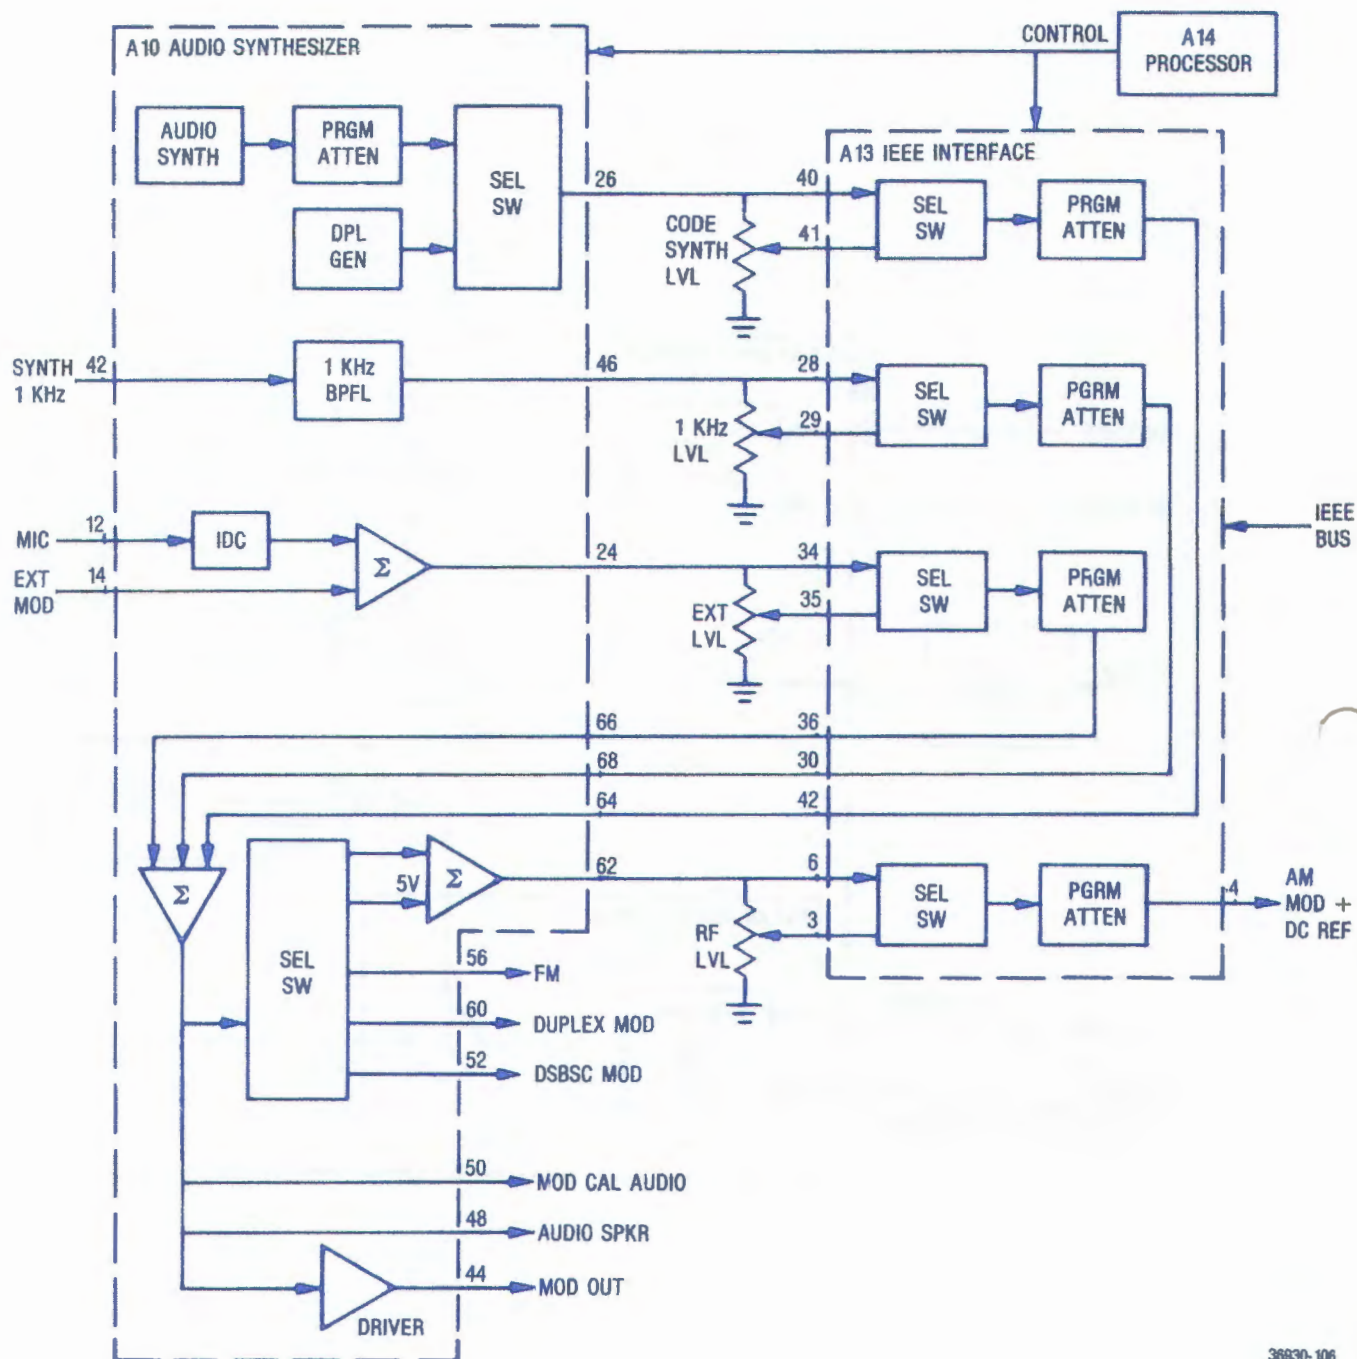 CONTROL
A14
PROCESSOR
A10 AUDIO SYNTHESIZER
AUDIO
SYNTH
PRGM
ATTEN
SEL
SW
DPL
GEN
26
CODE
SYNTH
LVL
40
41
A13 IEEE INTERFACE
SEL
SW
PRGM
ATTEN
SYNTH
1 KHz
42
1 KHz
BPFL
46
1 KHz
LVL
28
29
SEL
SW
PGRM
ATTEN
MIC
12
IDC
EXT
MOD
14
Σ
24
EXT
LVL
34
35
SEL
SW
PRGM
ATTEN
IEEE
BUS
66
36
68
30
64
42
Σ
SEL
SW
5V
Σ
62
RF
LVL
6
3
SEL
SW
PGRM
ATTEN
4
AM
MOD +
DC REF
56
FM
60
DUPLEX MOD
52
DSBSC MOD
50
MOD CAL AUDIO
48
AUDIO SPKR
44
MOD OUT
DRIVER
36930-106